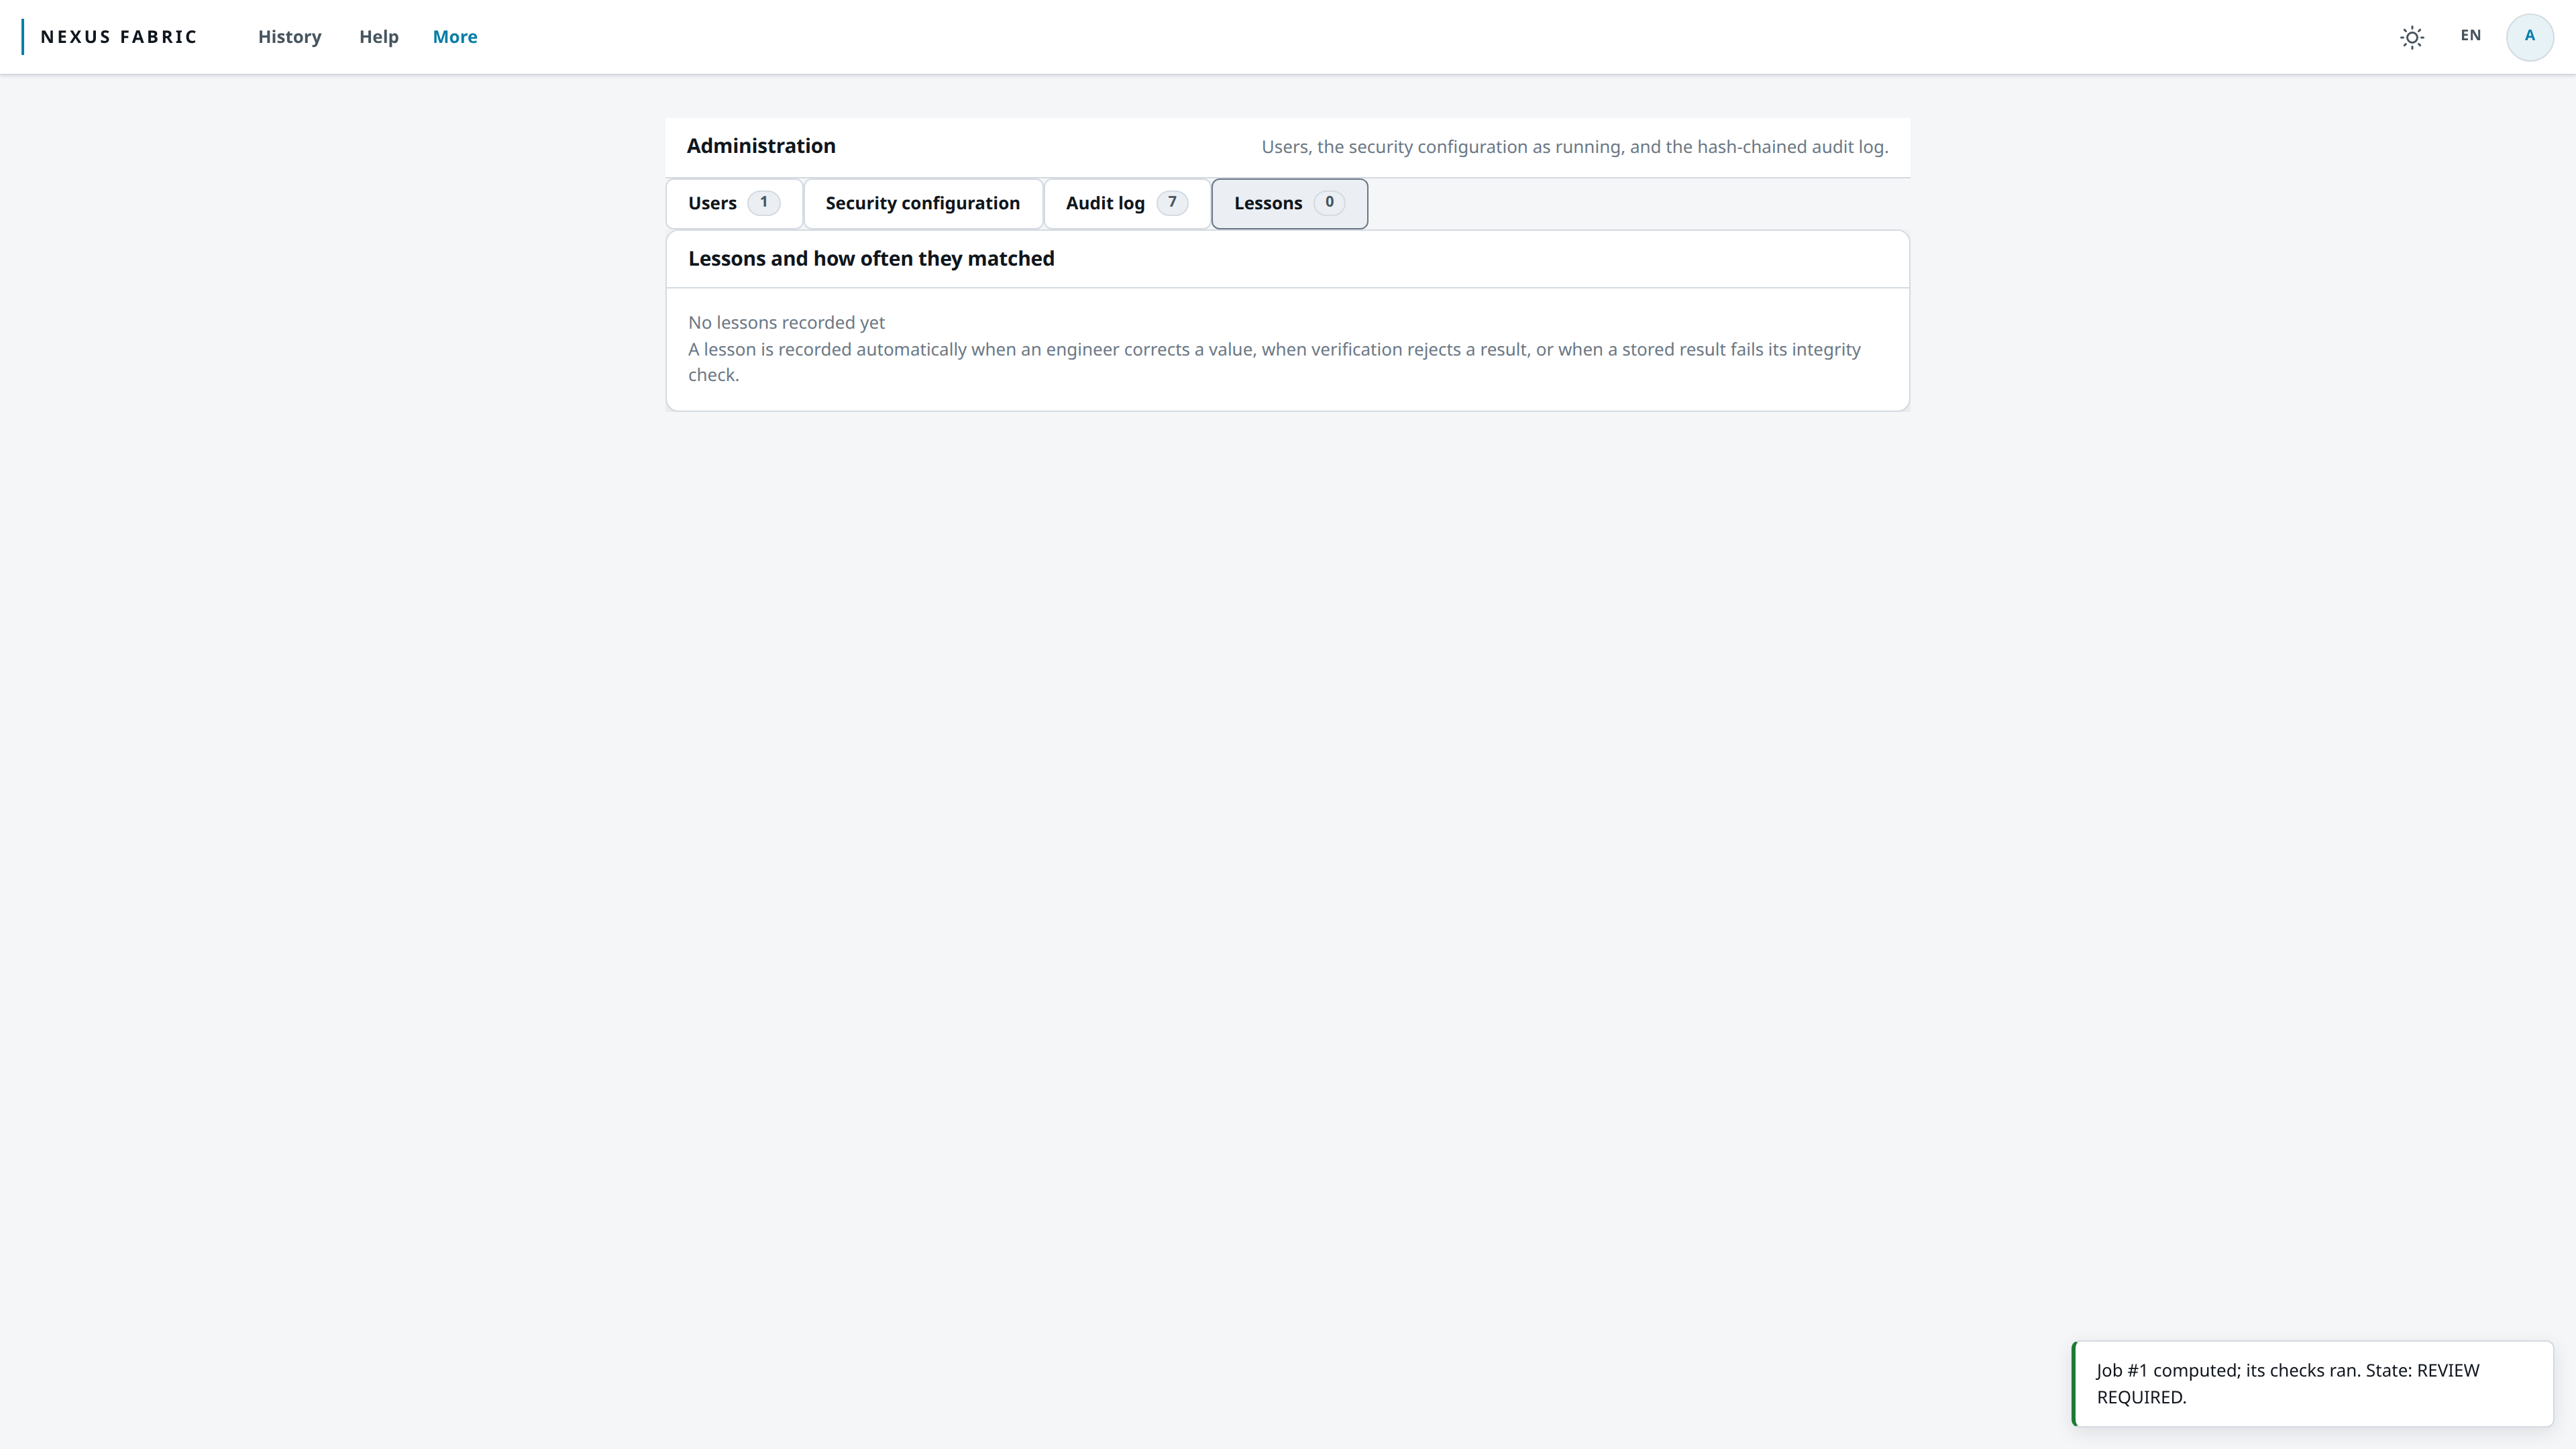 NEXUS FABRIC
History
Help
More
EN
A
Administration
Users, the security configuration as running, and the hash-chained audit log.
Users 1
Security configuration
Audit log 7
Lessons 0
Lessons and how often they matched
No lessons recorded yet
A lesson is recorded automatically when an engineer corrects a value, when verification rejects a result, or when a stored result fails its integrity
check.
Job #1 computed; its checks ran. State: REVIEW
REQUIRED.